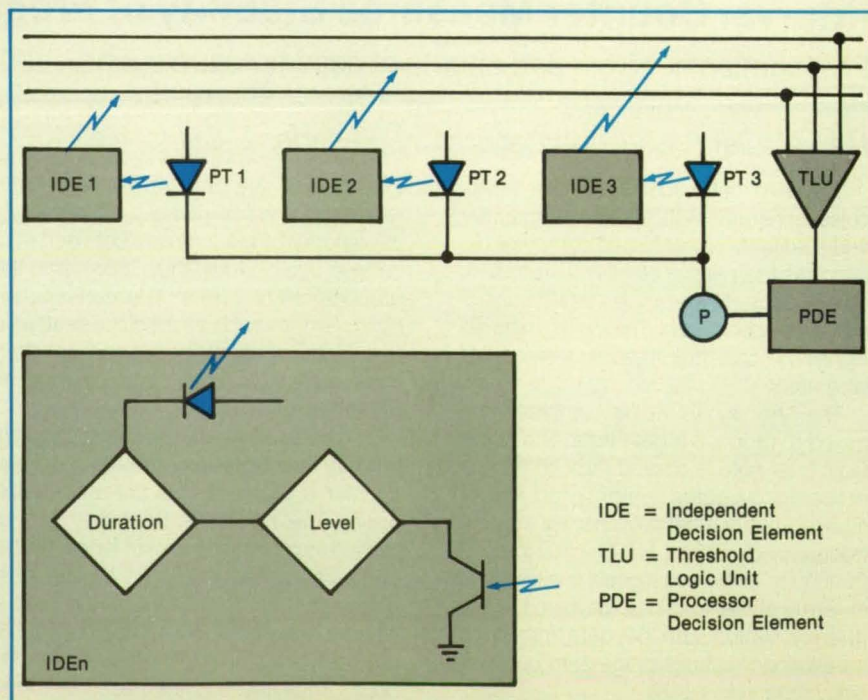 IDE 1
PT 1
IDE 2
PT 2
IDE 3
PT 3
TLU
P
PDE
Duration
Level
IDEn
IDE = Independent
Decision Element
TLU = Threshold
Logic Unit
PDE = Processor
Decision Element